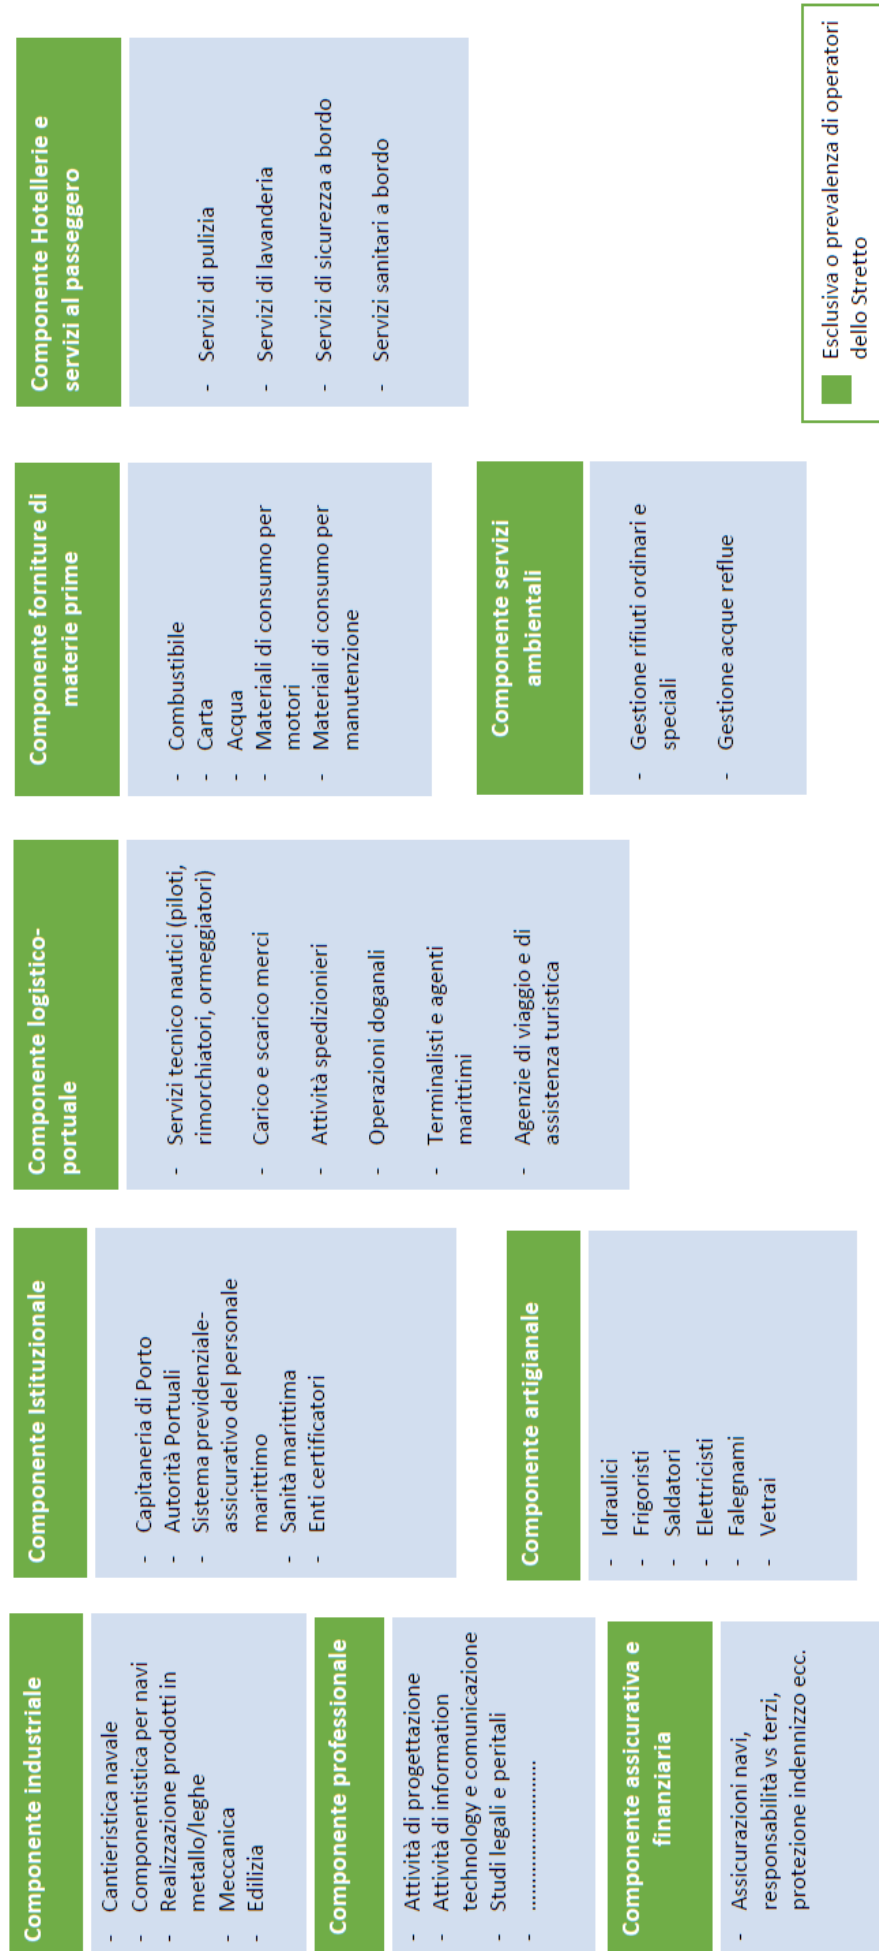 Componente industriale
- Cantieristica navale
- Componentistica per navi
- Realizzazione prodotti in
metallo/leghe
- Meccanica
- Edilizia
Componente professionale
- Attività di progettazione
- Attività di information
technology e comunicazione
- Studi legali e peritali
- ..............................
Componente assicurativa e
finanziaria
- Assicurazioni navi,
responsabilità vs terzi,
protezione indennizzo ecc.
Componente Istituzionale
- Capitaneria di Porto
- Autorità Portuali
- Sistema previdenziale-
assicurativo del personale
marittimo
- Sanità marittima
- Enti certificatori
Componente artigianale
- Idraulici
- Frigoristi
- Saldatori
- Elettricisti
- Falegnami
- Vetrai
Componente logistico-
portuale
- Servizi tecnico nautici (piloti,
rimorchiatori, ormeggiatori)
- Carico e scarico merci
- Attività spedizionieri
- Operazioni doganali
- Terminalisti e agenti
marittimi
- Agenzie di viaggio e di
assistenza turistica
Componente forniture di
materie prime
- Combustibile
- Carta
- Acqua
- Materiali di consumo per
motori
- Materiali di consumo per
manutenzione
Componente servizi
ambientali
- Gestione rifiuti ordinari e
speciali
- Gestione acque reflue
Componente Hotellerie e
servizi al passeggero
- Servizi di pulizia
- Servizi di lavanderia
- Servizi di sicurezza a bordo
- Servizi sanitari a bordo
Esclusiva o prevalenza di operatori
dello Stretto